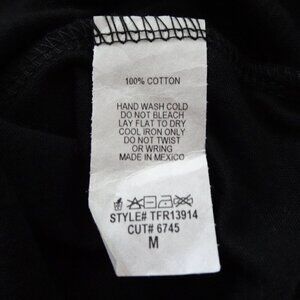 100% COTTON
HAND WASH COLD
DO NOT BLEACH
LAY FLAT TO DRY
COOL IRON ONLY
DO NOT TWIST
OR WRING
MADE IN MEXICO
STYLE# TFR13914
CUT# 6745
M